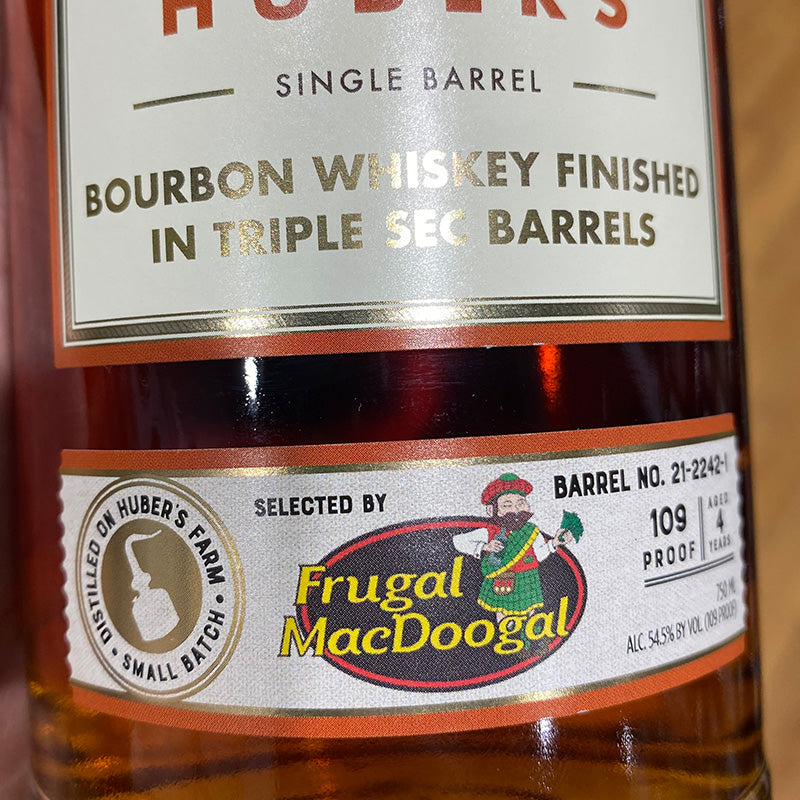 HUBER'S
SINGLE BARREL
BOURBON WHISKEY FINISHED
IN TRIPLE SEC BARRELS
DISTILLED ON HUBER'S FARM
• SMALL BATCH •
SELECTED BY
Frugal
MacDoogal
BARREL NO. 21-2242-1
109
PROOF
AGED
4
YEARS
750 ML
ALC. 54.5% BY VOL. (109 PROOF)